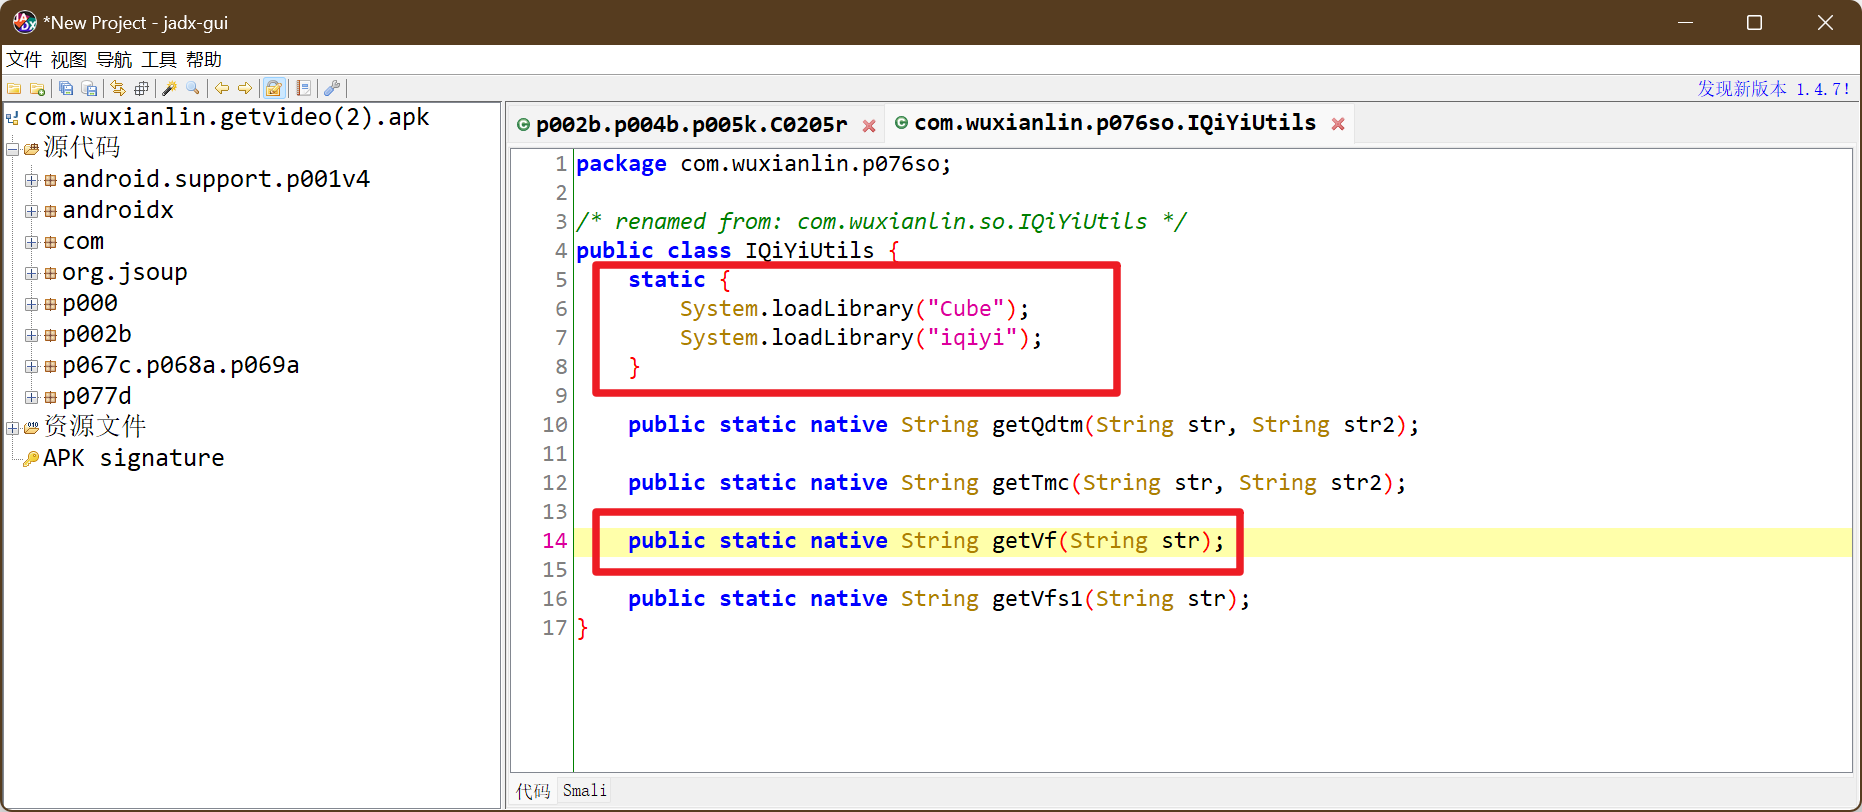 *New Project - jadx-gui
文件 视图 导航 工具 帮助
发现新版本 1.4.7!
com.wuxianlin.getvideo(2).apk
源代码
android.support.p001v4
androidx
com
org.jsoup
p000
p002b
p067c.p068a.p069a
p077d
资源文件
APK signature
p002b.p004b.p005k.C0205r
com.wuxianlin.p076so.IQiYiUtils
1 package com.wuxianlin.p076so;
2
3 /* renamed from: com.wuxianlin.so.IQiYiUtils */
4 public class IQiYiUtils {
5 static {
6 System.loadLibrary("Cube");
7 System.loadLibrary("iqiyi");
8 }
9
10 public static native String getQdtm(String str, String str2);
11
12 public static native String getTmc(String str, String str2);
13
14 public static native String getVf(String str);
15
16 public static native String getVfs1(String str);
17 }
代码 Smali